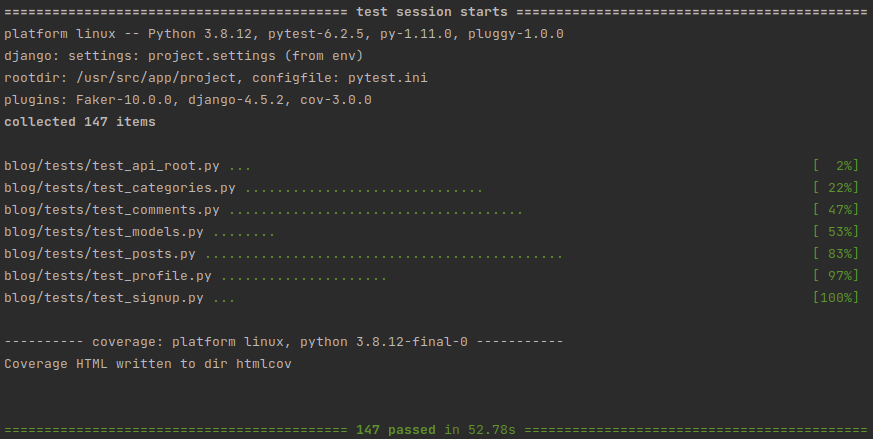 =========================================== test session starts ============================================
platform linux -- Python 3.8.12, pytest-6.2.5, py-1.11.0, pluggy-1.0.0
django: settings: project.settings (from env)
rootdir: /usr/src/app/project, configfile: pytest.ini
plugins: Faker-10.0.0, django-4.5.2, cov-3.0.0
collected 147 items
blog/tests/test_api_root.py ... [  2%]
blog/tests/test_categories.py .............................. [ 22%]
blog/tests/test_comments.py ..................................... [ 47%]
blog/tests/test_models.py ........ [ 53%]
blog/tests/test_posts.py ............................................. [ 83%]
blog/tests/test_profile.py ..................... [ 97%]
blog/tests/test_signup.py ... [100%]
---------- coverage: platform linux, python 3.8.12-final-0 -----------
Coverage HTML written to dir htmlcov
=========================================== 147 passed in 52.78s ===========================================